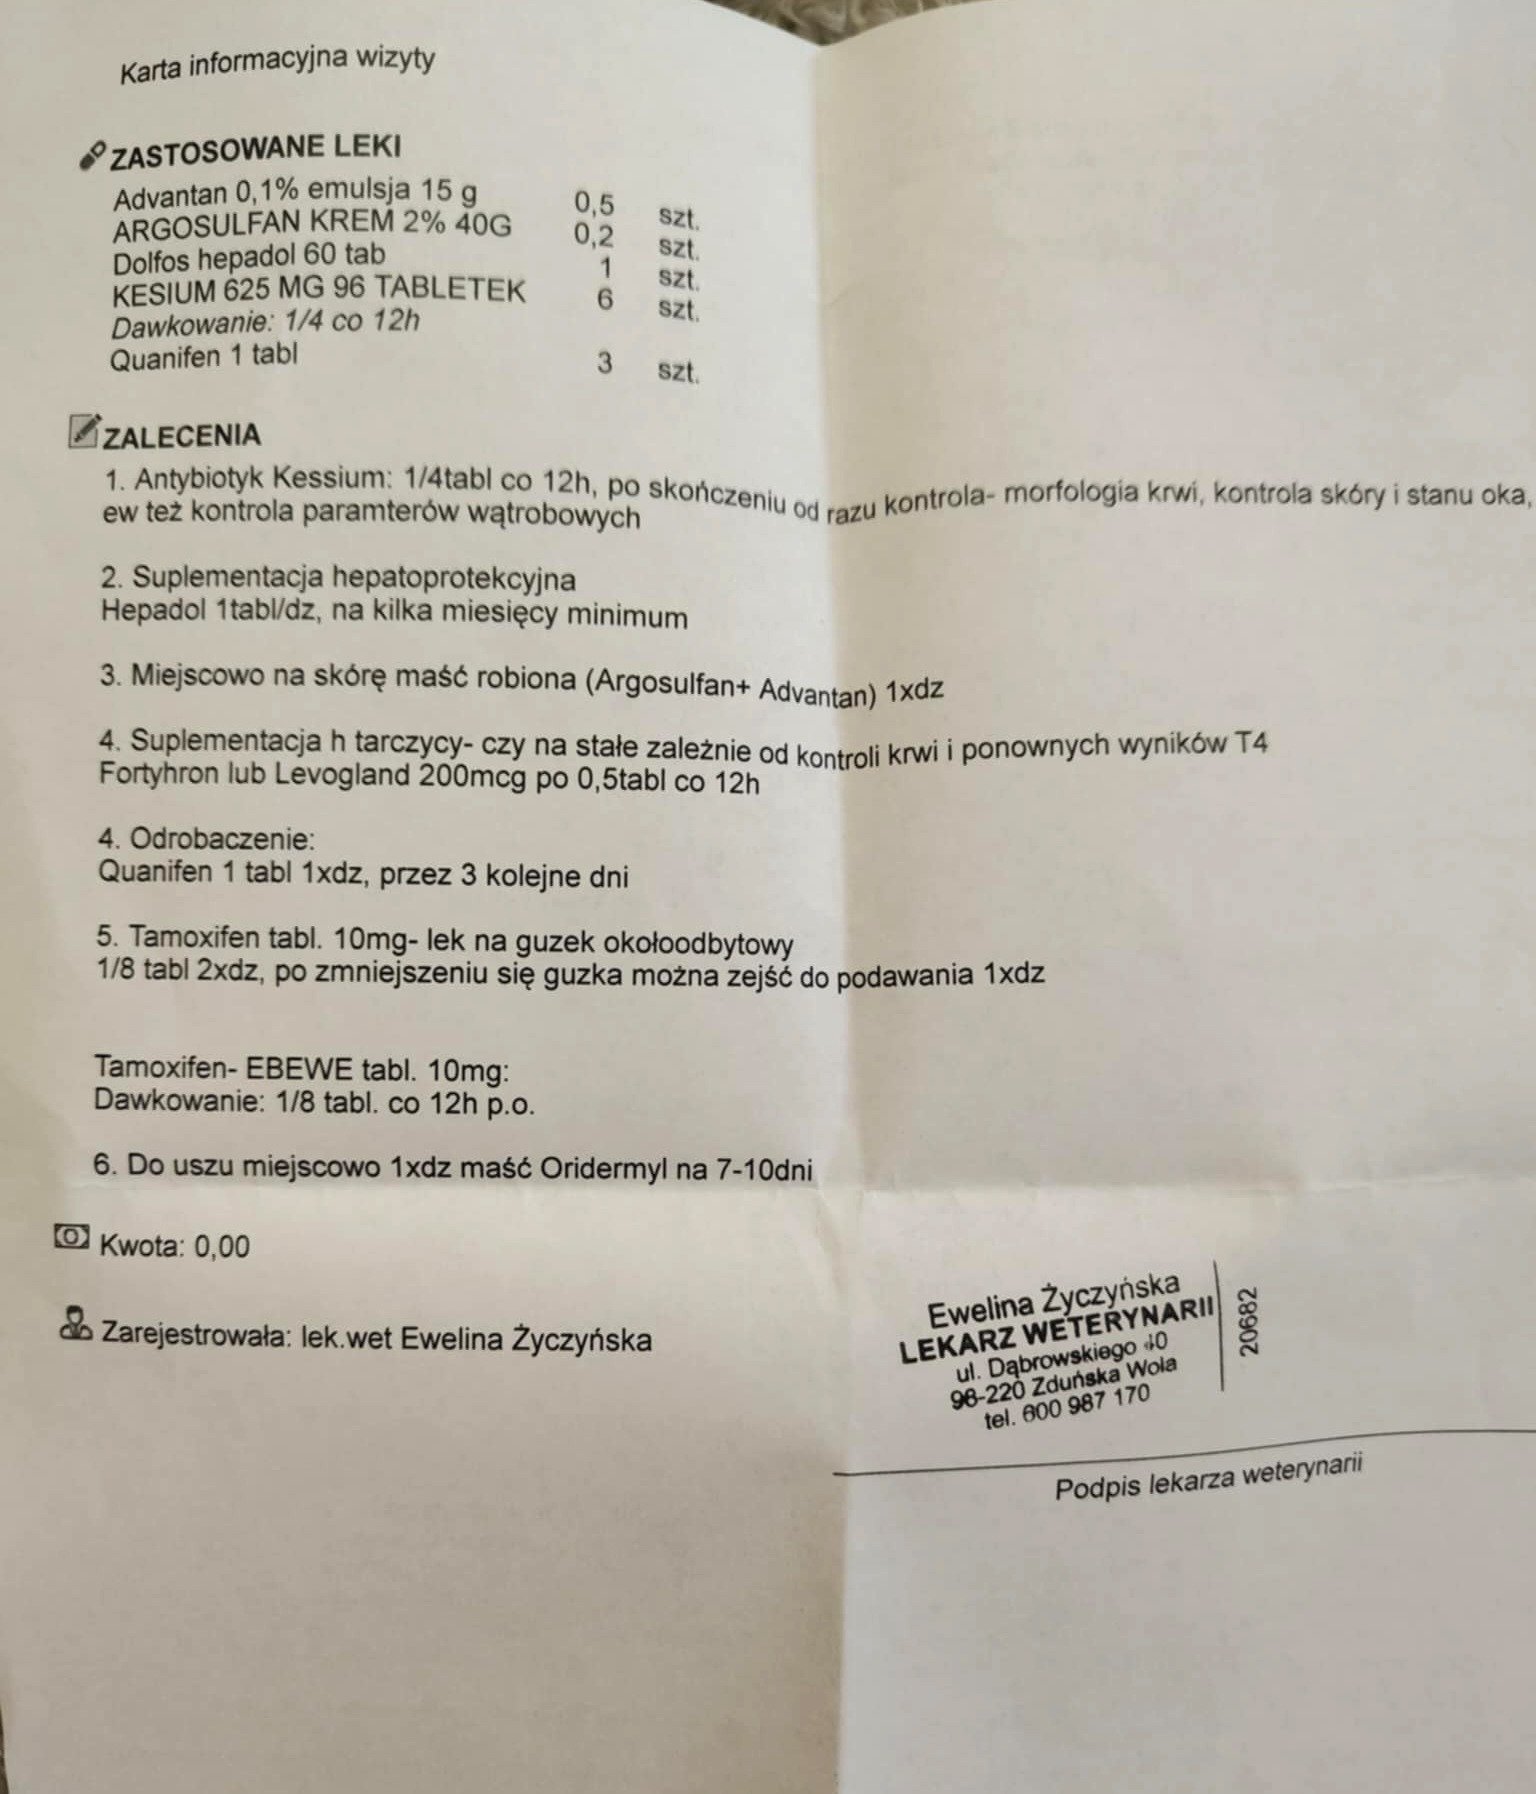 Karta informacyjna wizyty
ZASTOSOWANE LEKI
Advantan 0,1% emulsja 15 g 0,5 szt.
ARGOSULFAN KREM 2% 40G 0,2 szt.
Dolfos hepadol 60 tab 1 szt.
KESIUM 625 MG 96 TABLETEK 6 szt.
Dawkowanie: 1/4 co 12h
Quanifen 1 tabl 3 szt.
ZALECENIA
1. Antybiotyk Kessium: 1/4tabl co 12h, po skończeniu od razu kontrola- morfologia krwi, kontrola skóry i stanu oka,
ew też kontrola paramterów wątrobowych
2. Suplementacja hepatoprotekcyjna
Hepadol 1tabl/dz, na kilka miesięcy minimum
3. Miejscowo na skórę maść robiona (Argosulfan+ Advantan) 1xdz
4. Suplementacja h tarczycy- czy na stałe zależnie od kontroli krwi i ponownych wyników T4
Fortyhron lub Levogland 200mcg po 0,5tabl co 12h
4. Odrobaczenie:
Quanifen 1 tabl 1xdz, przez 3 kolejne dni
5. Tamoxifen tabl. 10mg- lek na guzek okołoodbytowy
1/8 tabl 2xdz, po zmniejszeniu się guzka można zejść do podawania 1xdz
Tamoxifen- EBEWE tabl. 10mg:
Dawkowanie: 1/8 tabl. co 12h p.o.
6. Do uszu miejscowo 1xdz maść Oridermyl na 7-10dni
Kwota: 0,00
Zarejestrowała: lek.wet Ewelina Życzyńska
Ewelina Życzyńska
LEKARZ WETERYNARII
ul. Dąbrowskiego 40
98-220 Zduńska Wola
tel. 600 987 170
20682
Podpis lekarza weterynarii